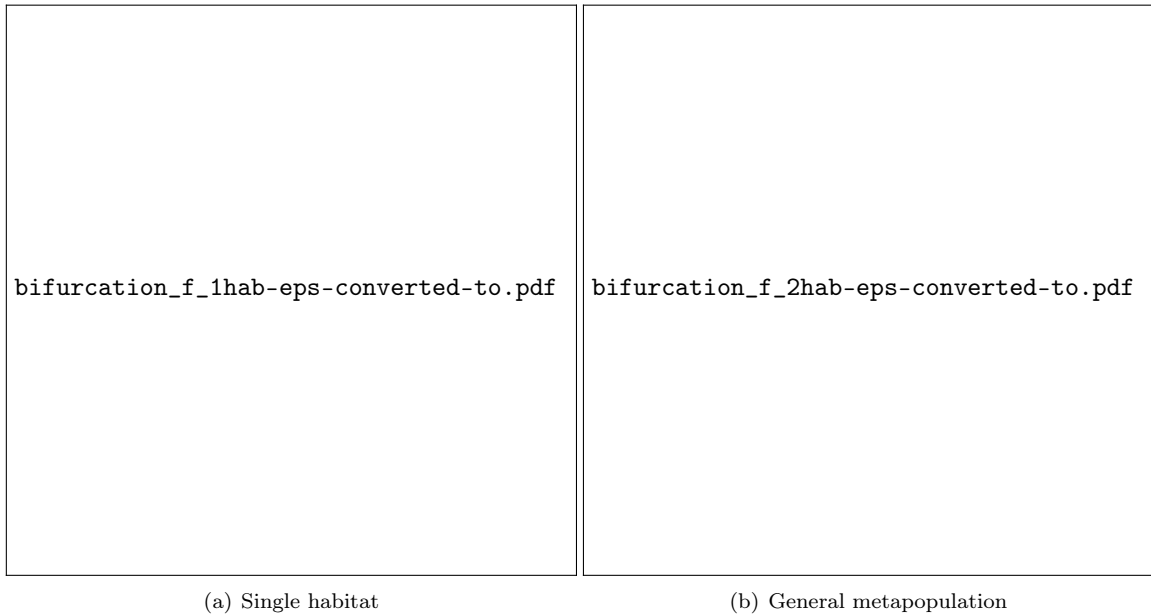 bifurcation_f_1hab-eps-converted-to.pdf
bifurcation_f_2hab-eps-converted-to.pdf
(a) Single habitat
(b) General metapopulation